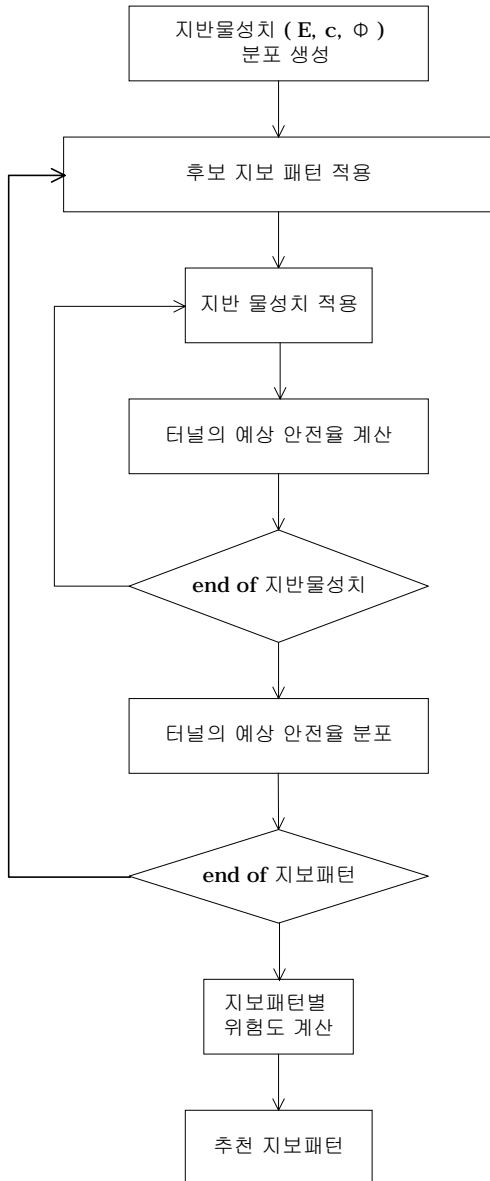 지반물성치 ( E, c, Φ )
분포 생성
후보 지보 패턴 적용
지반 물성치 적용
터널의 예상 안전율 계산
end of 지반물성치
터널의 예상 안전율 분포
end of 지보패턴
지보패턴별
위험도 계산
추천 지보패턴